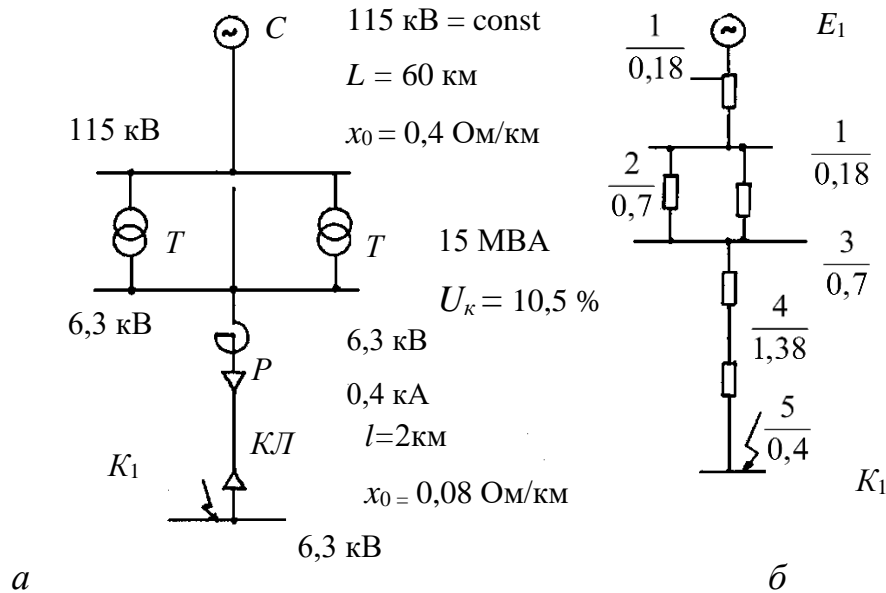 C
115 кВ = const
L = 60 км
x0 = 0,4 Ом/км
115 кВ
T
T
15 МВА
Uк = 10,5 %
6,3 кВ
6,3 кВ
0,4 кА
P
l=2км
КЛ
x0 = 0,08 Ом/км
K1
6,3 кВ
а
E1
1
0,18
1
0,18
2
0,7
3
0,7
4
1,38
5
0,4
K1
б